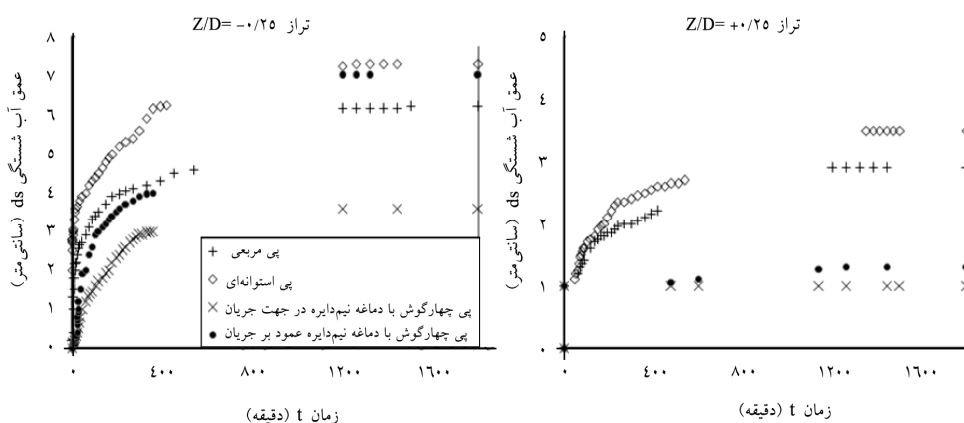 تراز Z/D= -۰/۲۵
عمق آب شستگی ds (سانتی‌متر)
۸
۷
۶
۵
۴
۳
۲
۱
۰
۰ ۴۰۰ ۸۰۰ ۱۲۰۰ ۱۶۰۰
زمان t (دقیقه)
پی مربعی
پی استوانه‌ای
پی چهارگوش با دماغه نیم‌دایره در جهت جریان
پی چهارگوش با دماغه نیم‌دایره عمود بر جریان
تراز Z/D= +۰/۲۵
عمق آب شستگی ds (سانتی‌متر)
۵
۴
۳
۲
۱
۰
۰ ۴۰۰ ۸۰۰ ۱۲۰۰ ۱۶۰۰
زمان t (دقیقه)